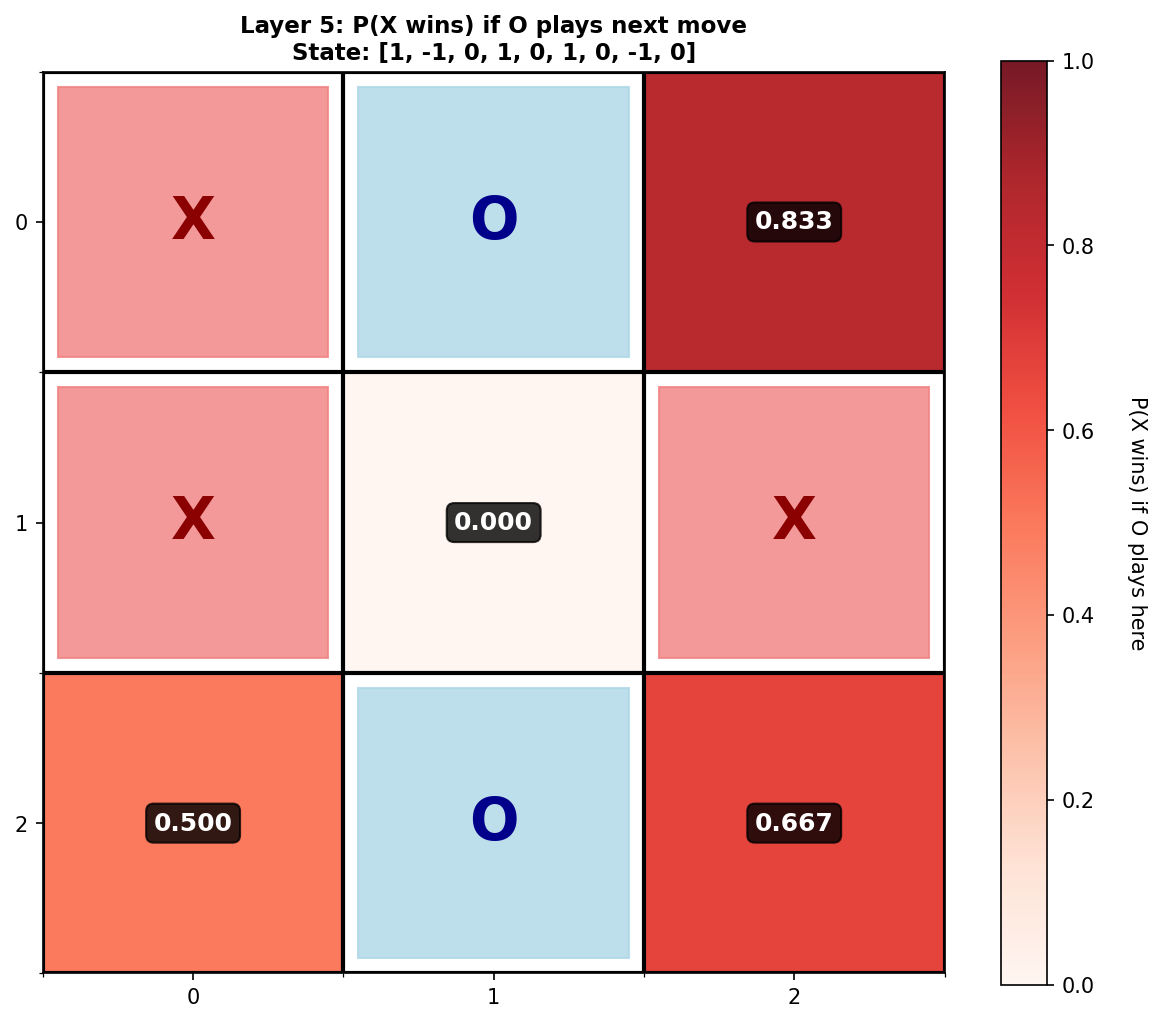 Layer 5: P(X wins) if O plays next move
State: [1, -1, 0, 1, 0, 1, 0, -1, 0]
X
O
0.833
X
0.000
X
0.500
O
0.667
0
1
2
0
1
2
1.0
0.8
0.6
0.4
0.2
0.0
P(X wins) if O plays here